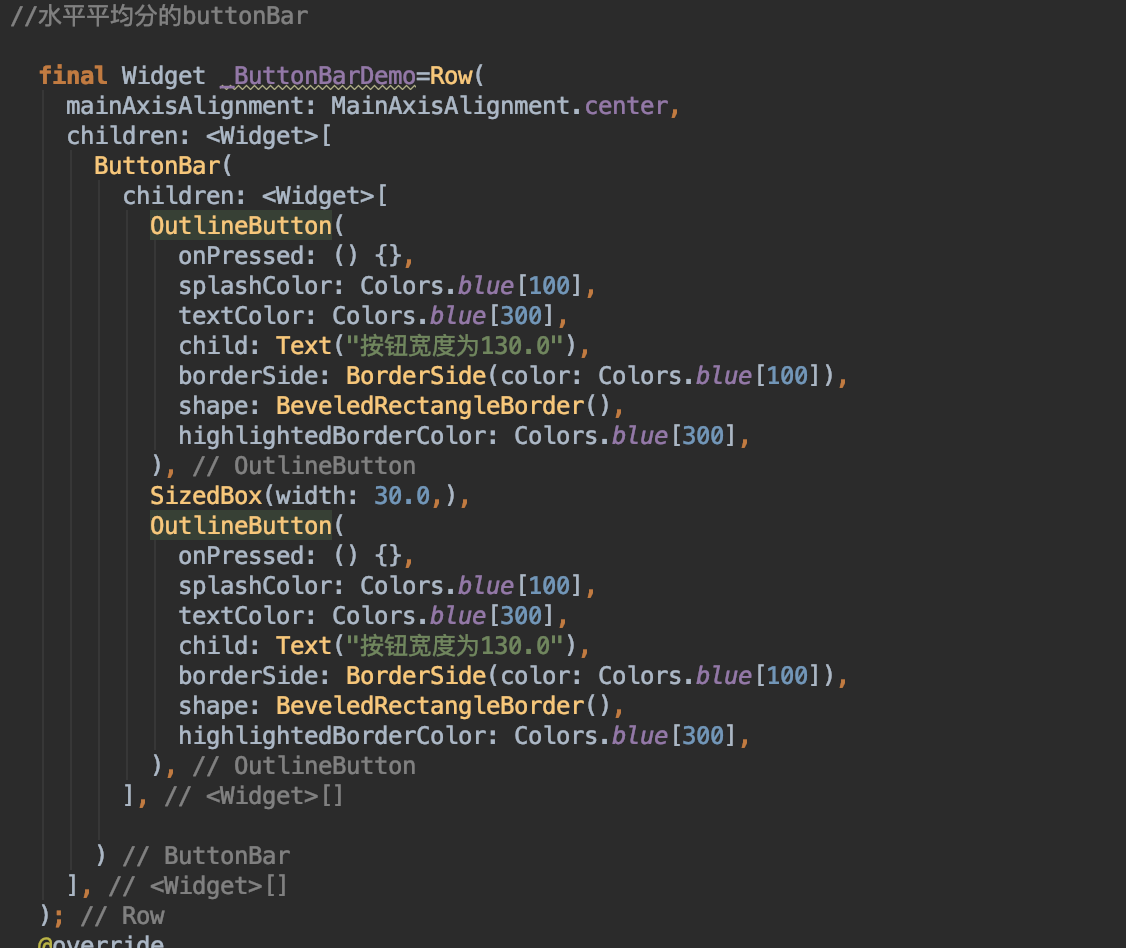 //水平平均分的buttonBar
final Widget _ButtonBarDemo=Row(
mainAxisAlignment: MainAxisAlignment.center,
children: <Widget>[
ButtonBar(
children: <Widget>[
OutlineButton(
onPressed: () {},
splashColor: Colors.blue[100],
textColor: Colors.blue[300],
child: Text("按钮宽度为130.0"),
borderSide: BorderSide(color: Colors.blue[100]),
shape: BeveledRectangleBorder(),
highlightedBorderColor: Colors.blue[300],
), // OutlineButton
SizedBox(width: 30.0,),
OutlineButton(
onPressed: () {},
splashColor: Colors.blue[100],
textColor: Colors.blue[300],
child: Text("按钮宽度为130.0"),
borderSide: BorderSide(color: Colors.blue[100]),
shape: BeveledRectangleBorder(),
highlightedBorderColor: Colors.blue[300],
), // OutlineButton
], // <Widget>[]
) // ButtonBar
], // <Widget>[]
); // Row
@override